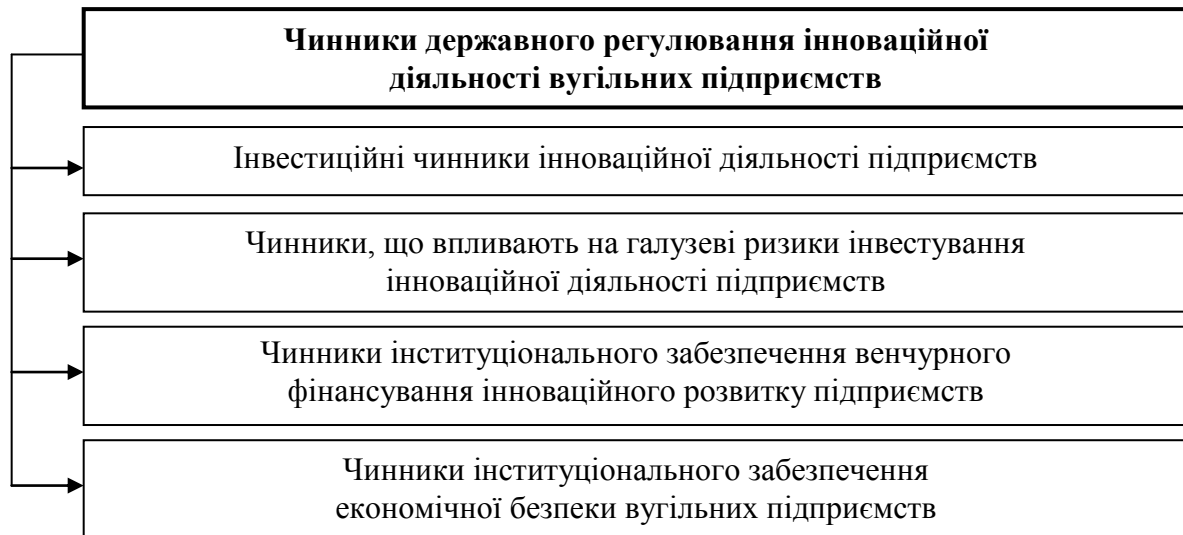 Чинники державного регулювання інноваційної
діяльності вугільних підприємств
Інвестиційні чинники інноваційної діяльності підприємств
Чинники, що впливають на галузеві ризики інвестування
інноваційної діяльності підприємств
Чинники інституціонального забезпечення венчурного
фінансування інноваційного розвитку підприємств
Чинники інституціонального забезпечення
економічної безпеки вугільних підприємств